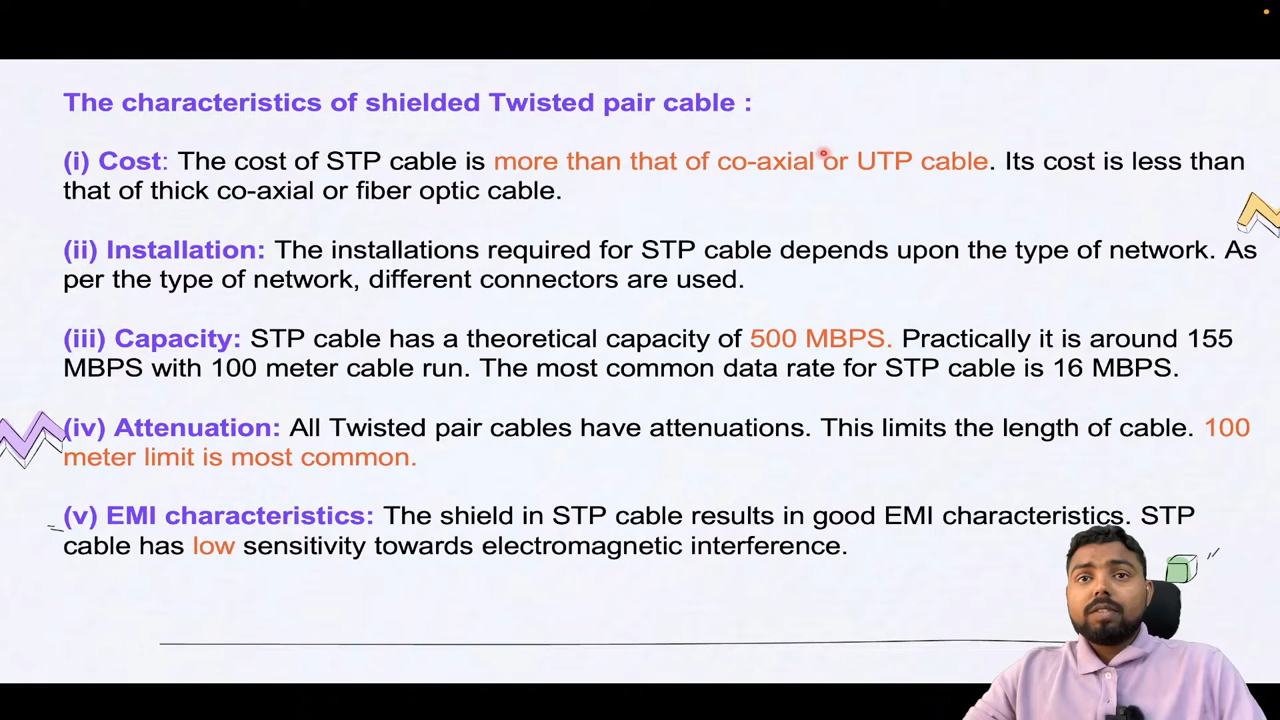 The characteristics of shielded Twisted pair cable :
(i) Cost: The cost of STP cable is more than that of co-axial or UTP cable. Its cost is less than
that of thick co-axial or fiber optic cable.
(ii) Installation: The installations required for STP cable depends upon the type of network. As
per the type of network, different connectors are used.
(iii) Capacity: STP cable has a theoretical capacity of 500 MBPS. Practically it is around 155
MBPS with 100 meter cable run. The most common data rate for STP cable is 16 MBPS.
(iv) Attenuation: All Twisted pair cables have attenuations. This limits the length of cable. 100
meter limit is most common.
(v) EMI characteristics: The shield in STP cable results in good EMI characteristics. STP
cable has low sensitivity towards electromagnetic interference.